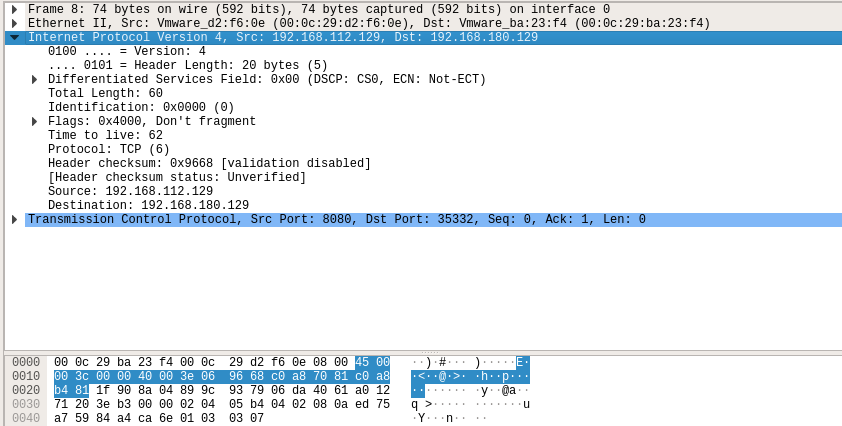 Frame 8: 74 bytes on wire (592 bits), 74 bytes captured (592 bits) on interface 0
Ethernet II, Src: Vmware_d2:f6:0e (00:0c:29:d2:f6:0e), Dst: Vmware_ba:23:f4 (00:0c:29:ba:23:f4)
Internet Protocol Version 4, Src: 192.168.112.129, Dst: 192.168.180.129
0100 .... = Version: 4
.... 0101 = Header Length: 20 bytes (5)
Differentiated Services Field: 0x00 (DSCP: CS0, ECN: Not-ECT)
Total Length: 60
Identification: 0x0000 (0)
Flags: 0x4000, Don't fragment
Time to live: 62
Protocol: TCP (6)
Header checksum: 0x9668 [validation disabled]
[Header checksum status: Unverified]
Source: 192.168.112.129
Destination: 192.168.180.129
Transmission Control Protocol, Src Port: 8080, Dst Port: 35332, Seq: 0, Ack: 1, Len: 0
0000 00 0c 29 ba 23 f4 00 0c 29 d2 f6 0e 08 00 45 00 ··)·#··· )·····E·
0010 00 3c 00 00 40 00 3e 06 96 68 c0 a8 70 81 c0 a8 ·<··@·>· ·h··p···
0020 b4 81 1f 90 8a 04 89 9c 93 79 06 da 40 61 a0 12 ········ ·y··@a··
0030 71 20 3e b3 00 00 02 04 05 b4 04 02 08 0a ed 75 q >····· ·······u
0040 a7 59 84 a4 ca 6e 01 03 03 07 ·Y···n·· ··